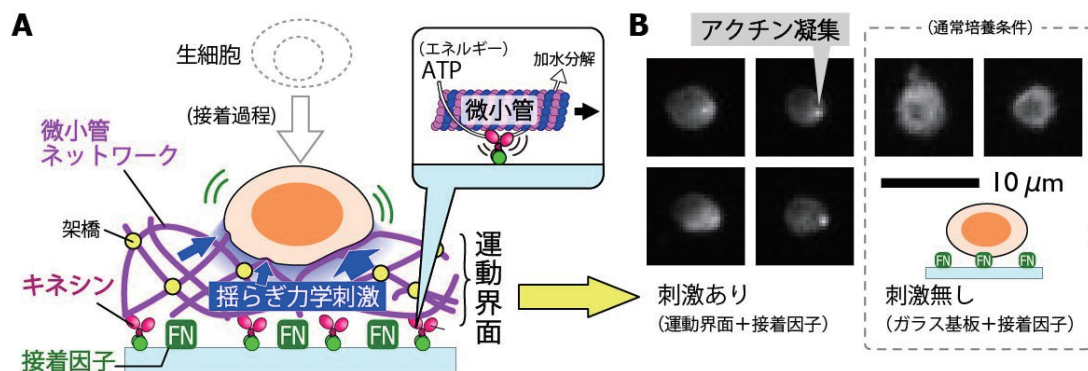 A
生細胞
(接着過程)
微小管
ネットワーク
架橋
キネシン
接着因子
FN
FN
FN
揺らぎ力学刺激
運動界面
(エネルギー)
ATP
加水分解
微小管
B
アクチン凝集
刺激あり
(運動界面+接着因子)
(通常培養条件)
10 μm
FN
FN
FN
刺激無し
(ガラス基板+接着因子)